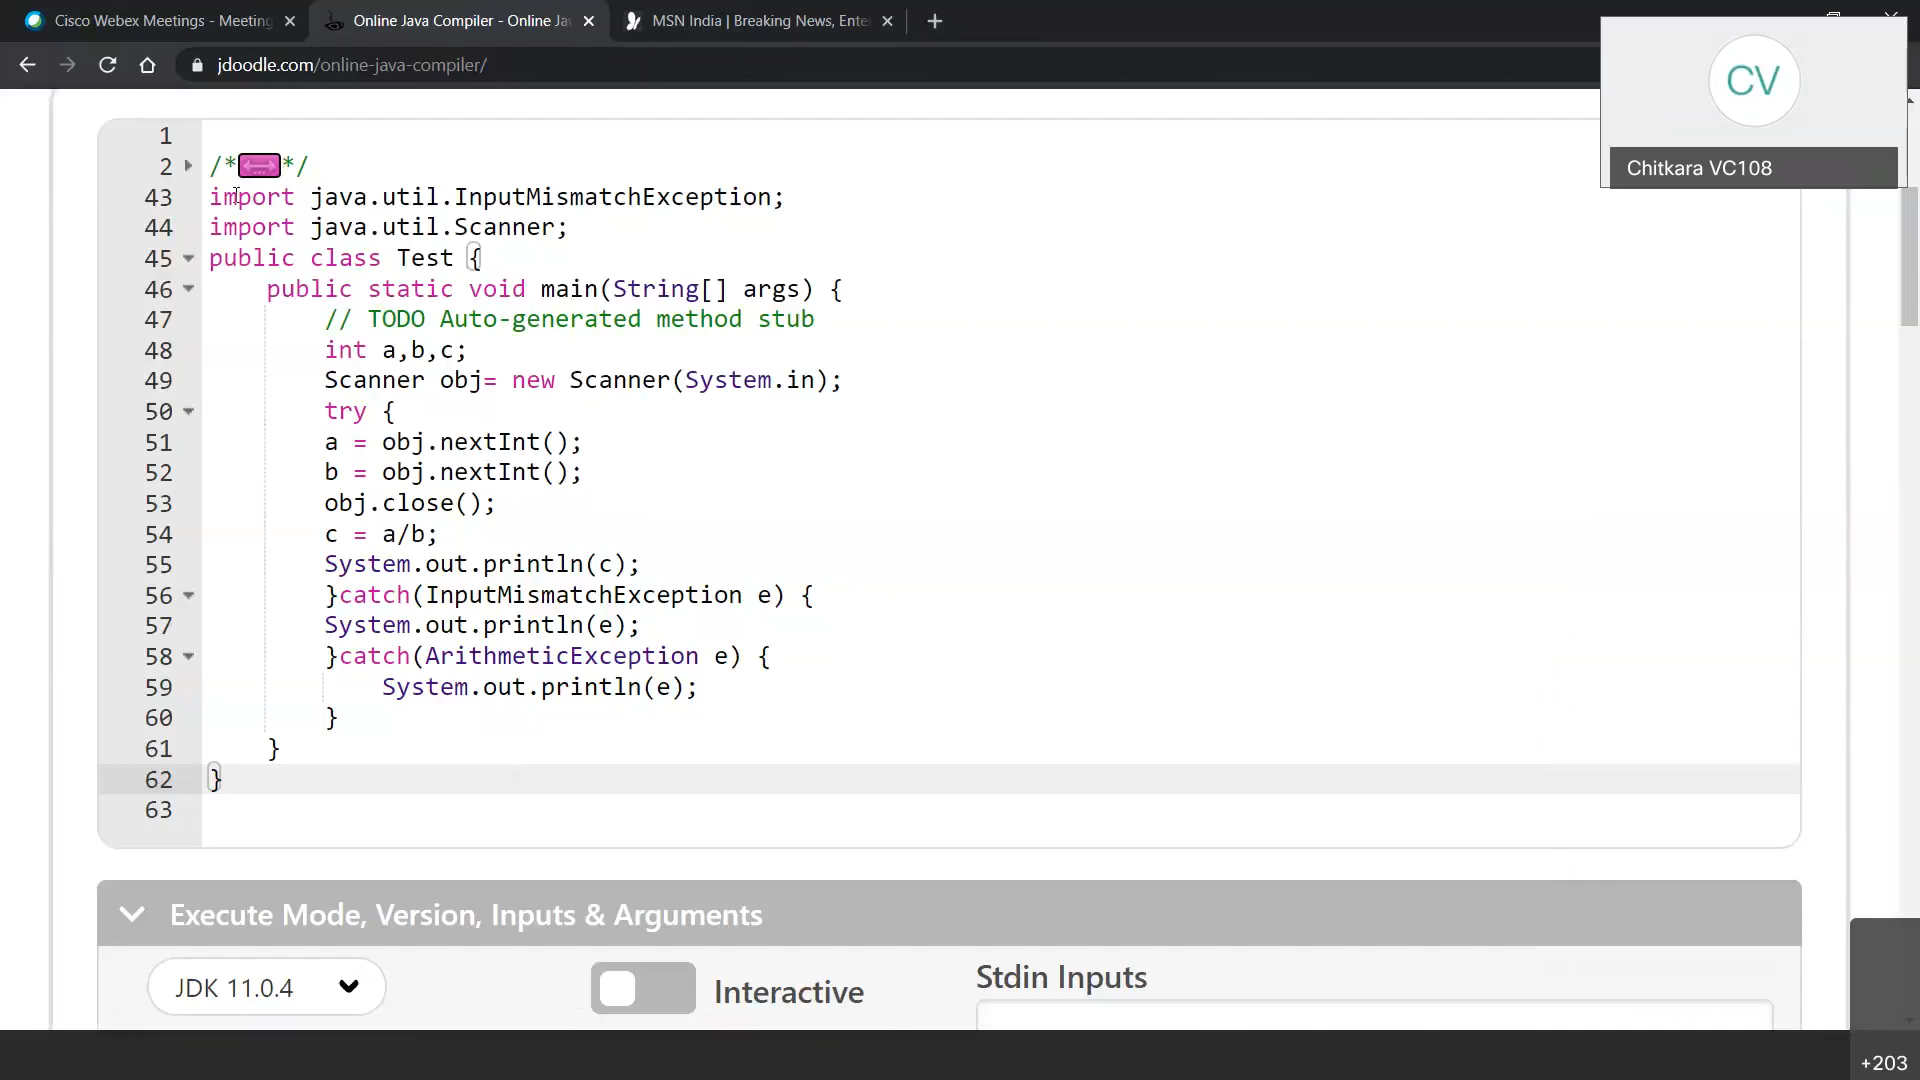 Cisco Webex Meetings - Meeting
Online Java Compiler - Online Ja
MSN India | Breaking News, Ente
jdoodle.com/online-java-compiler/
CV
Chitkara VC108
1
2 /*...*/
43 import java.util.InputMismatchException;
44 import java.util.Scanner;
45 public class Test {
46 public static void main(String[] args) {
47 // TODO Auto-generated method stub
48 int a,b,c;
49 Scanner obj= new Scanner(System.in);
50 try {
51 a = obj.nextInt();
52 b = obj.nextInt();
53 obj.close();
54 c = a/b;
55 System.out.println(c);
56 }catch(InputMismatchException e) {
57 System.out.println(e);
58 }catch(ArithmeticException e) {
59 System.out.println(e);
60 }
61 }
62 }
63
Execute Mode, Version, Inputs & Arguments
JDK 11.0.4
Interactive
Stdin Inputs
+203